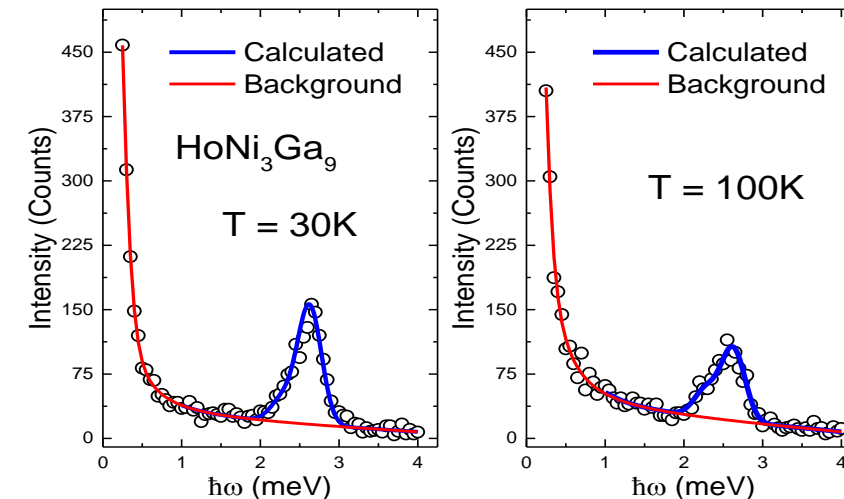 Calculated
Background
HoNi₃Ga₉
T = 30K
Intensity (Counts)
450
375
300
225
150
75
0
0
1
2
3
4
ħω (meV)
Calculated
Background
T = 100K
Intensity (Counts)
450
375
300
225
150
75
0
0
1
2
3
4
ħω (meV)